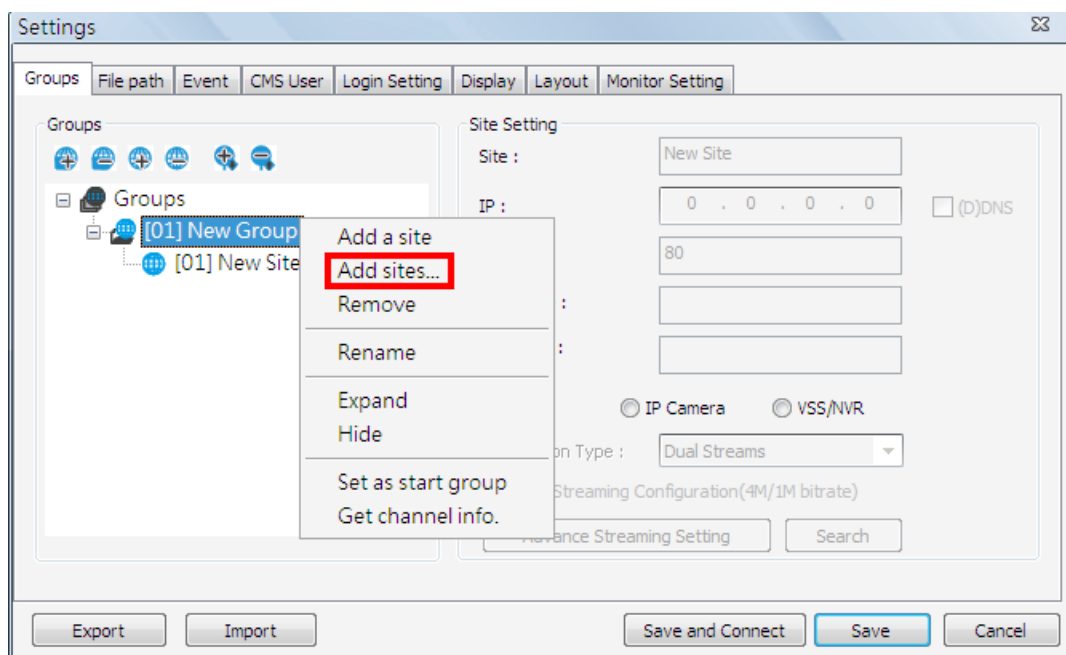 Settings
Groups File path Event CMS User Login Setting Display Layout Monitor Setting
Groups
Groups
[01] New Group
[01] New Site
Add a site
Add sites...
Remove
Rename
Expand
Hide
Set as start group
Get channel info.
Site Setting
Site : New Site
IP : 0 . 0 . 0 . 0 (D)DNS
80
:
:
IP Camera VSS/NVR
on Type : Dual Streams
Streaming Configuration(4M/1M bitrate)
Advance Streaming Setting Search
Export Import Save and Connect Save Cancel